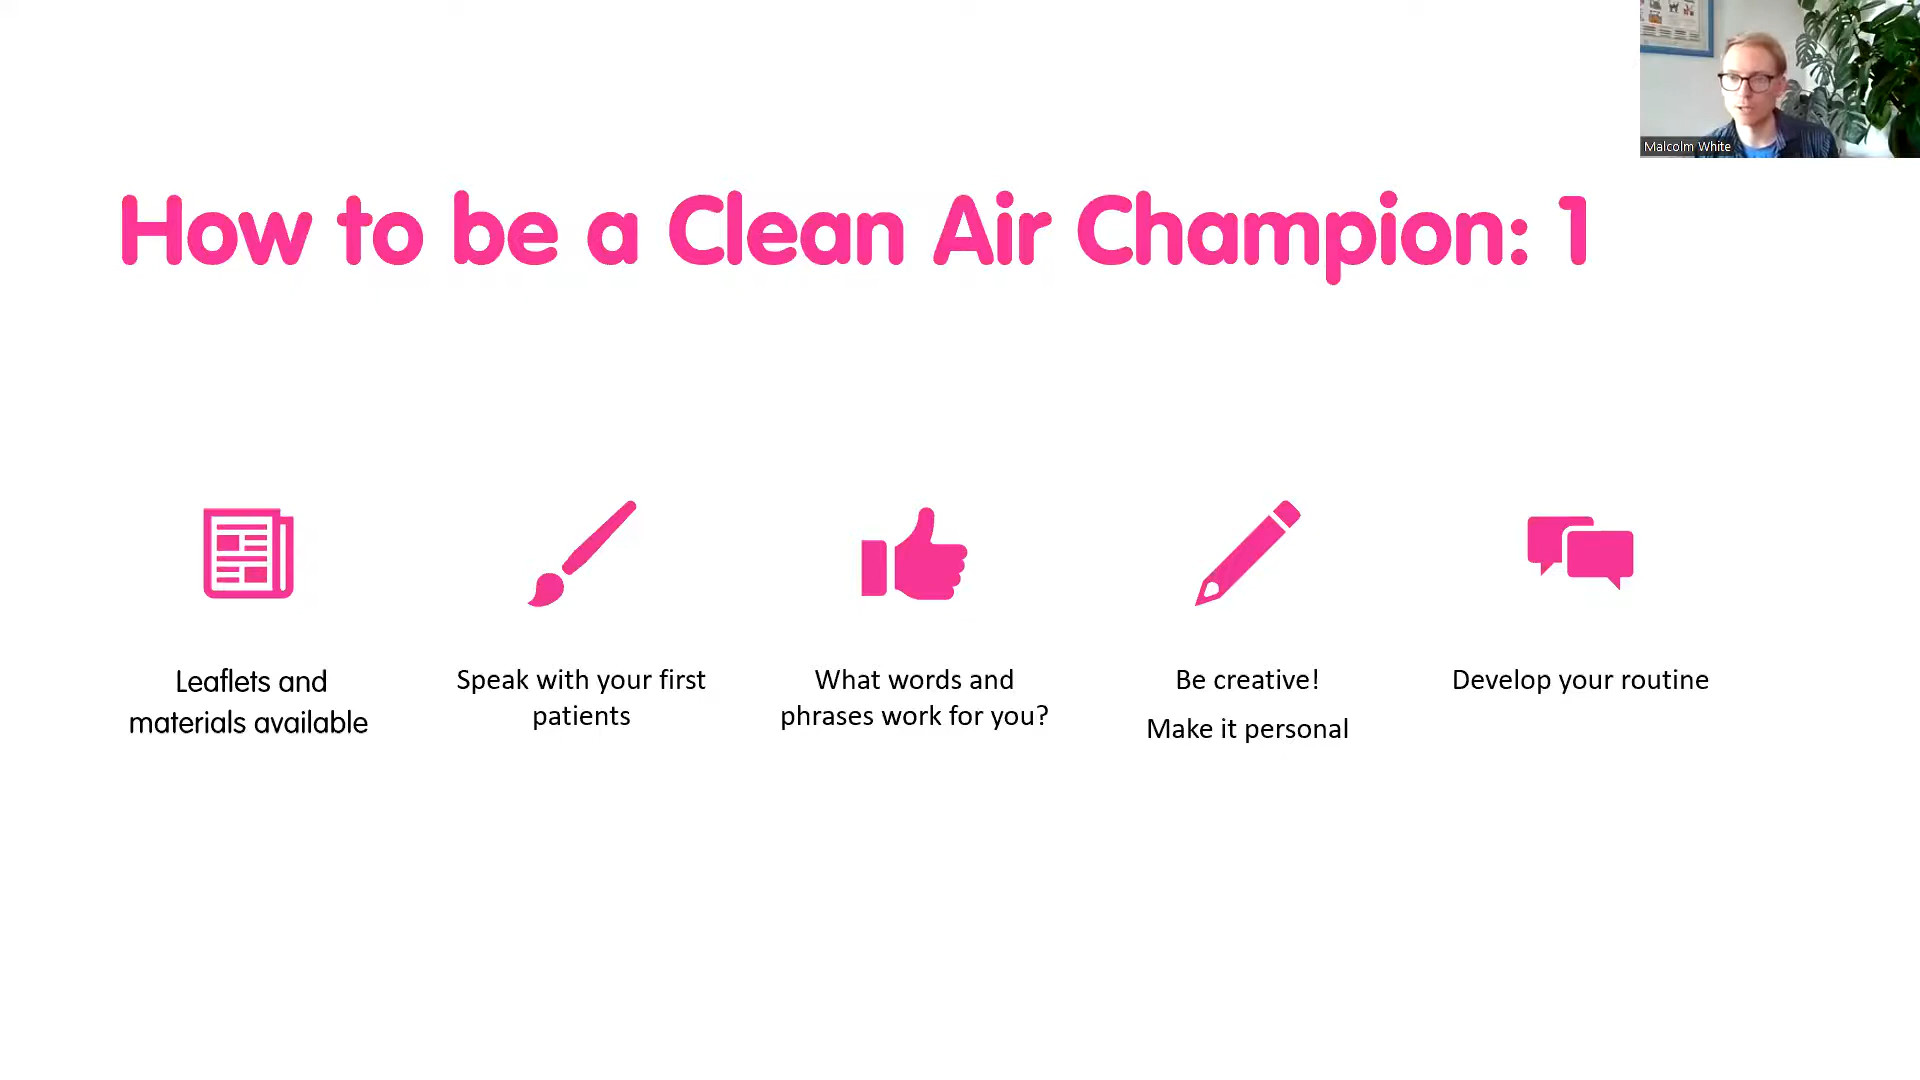 Malcolm White
How to be a Clean Air Champion: 1
Leaflets and
materials available
Speak with your first
patients
What words and
phrases work for you?
Be creative!
Make it personal
Develop your routine